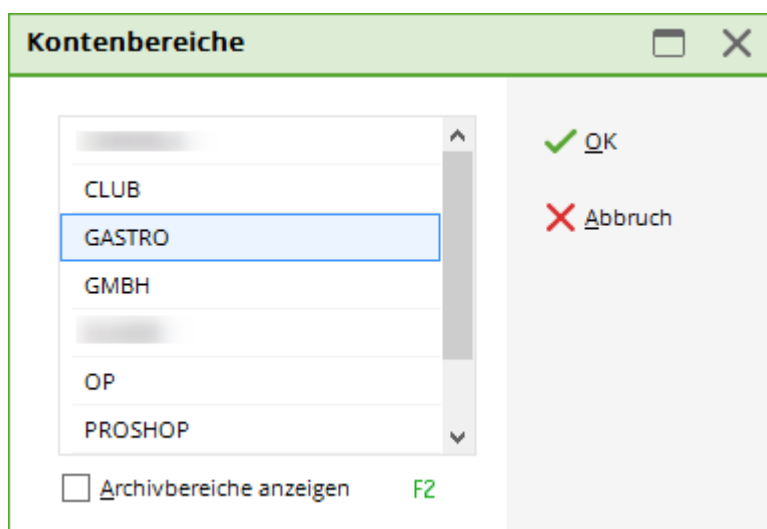 Kontenbereiche
OK
CLUB
Abbruch
GASTRO
GMBH
OP
PROSHOP
Archivbereiche anzeigen F2